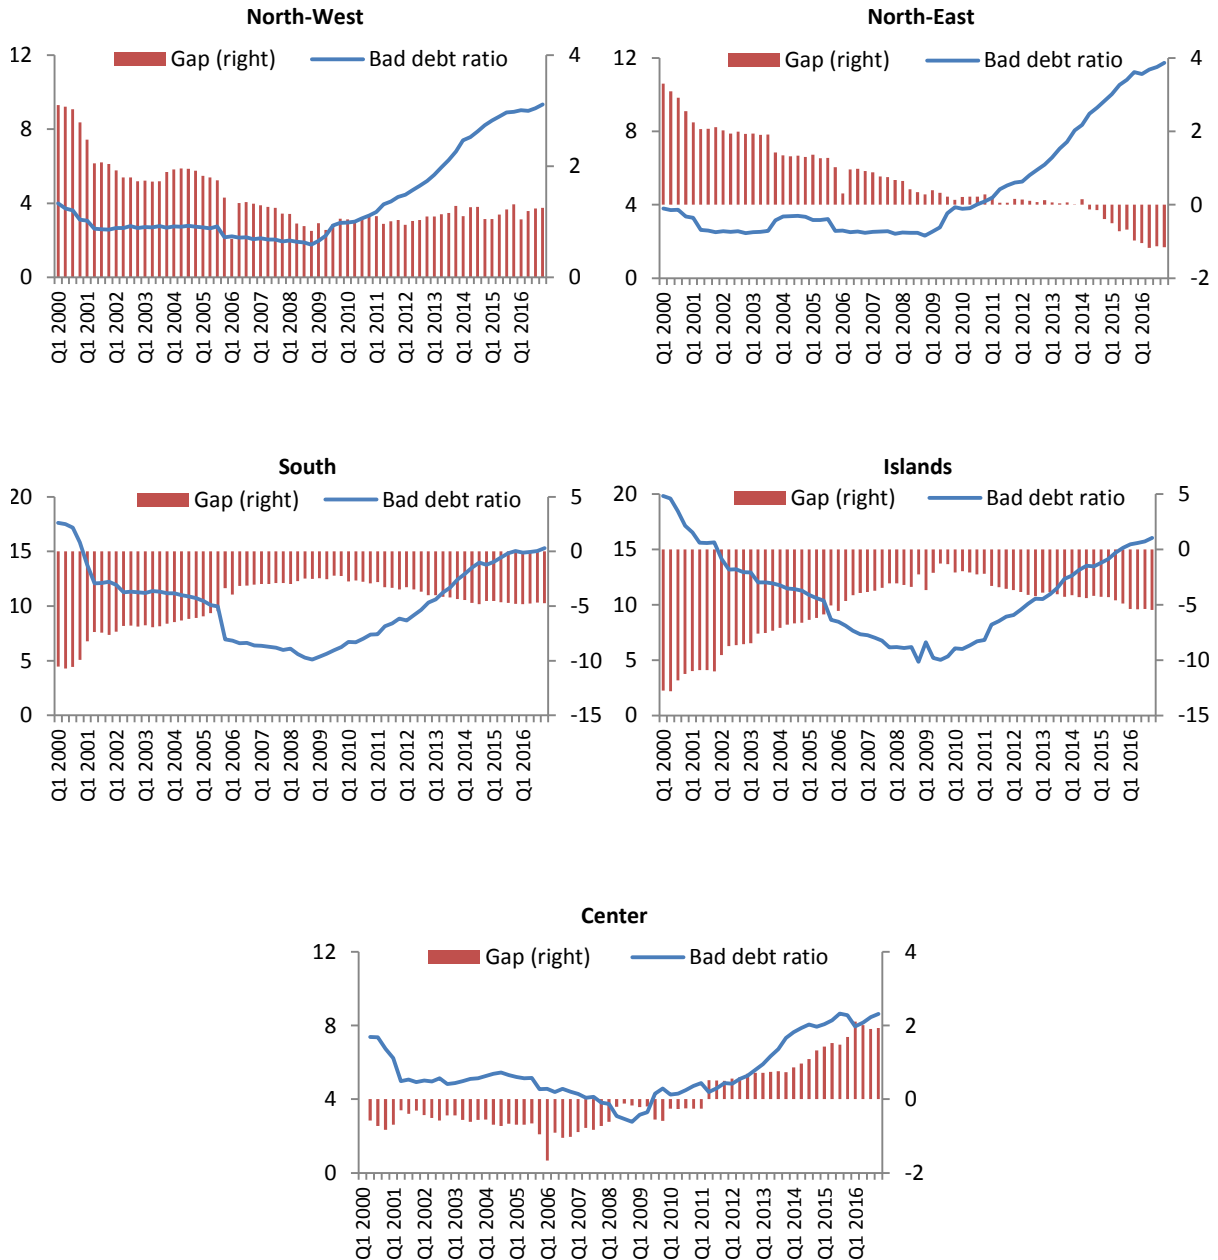 North-West
Gap (right) Bad debt ratio
12
8
4
0
4
2
0
Q1 2000
Q1 2001
Q1 2002
Q1 2003
Q1 2004
Q1 2005
Q1 2006
Q1 2007
Q1 2008
Q1 2009
Q1 2010
Q1 2011
Q1 2012
Q1 2013
Q1 2014
Q1 2015
Q1 2016
North-East
Gap (right) Bad debt ratio
12
8
4
0
4
2
0
-2
Q1 2000
Q1 2001
Q1 2002
Q1 2003
Q1 2004
Q1 2005
Q1 2006
Q1 2007
Q1 2008
Q1 2009
Q1 2010
Q1 2011
Q1 2012
Q1 2013
Q1 2014
Q1 2015
Q1 2016
South
Gap (right) Bad debt ratio
20
15
10
5
0
5
0
-5
-10
-15
Q1 2000
Q1 2001
Q1 2002
Q1 2003
Q1 2004
Q1 2005
Q1 2006
Q1 2007
Q1 2008
Q1 2009
Q1 2010
Q1 2011
Q1 2012
Q1 2013
Q1 2014
Q1 2015
Q1 2016
Islands
Gap (right) Bad debt ratio
20
15
10
5
0
5
0
-5
-10
-15
Q1 2000
Q1 2001
Q1 2002
Q1 2003
Q1 2004
Q1 2005
Q1 2006
Q1 2007
Q1 2008
Q1 2009
Q1 2010
Q1 2011
Q1 2012
Q1 2013
Q1 2014
Q1 2015
Q1 2016
Center
Gap (right) Bad debt ratio
12
8
4
0
4
2
0
-2
Q1 2000
Q1 2001
Q1 2002
Q1 2003
Q1 2004
Q1 2005
Q1 2006
Q1 2007
Q1 2008
Q1 2009
Q1 2010
Q1 2011
Q1 2012
Q1 2013
Q1 2014
Q1 2015
Q1 2016